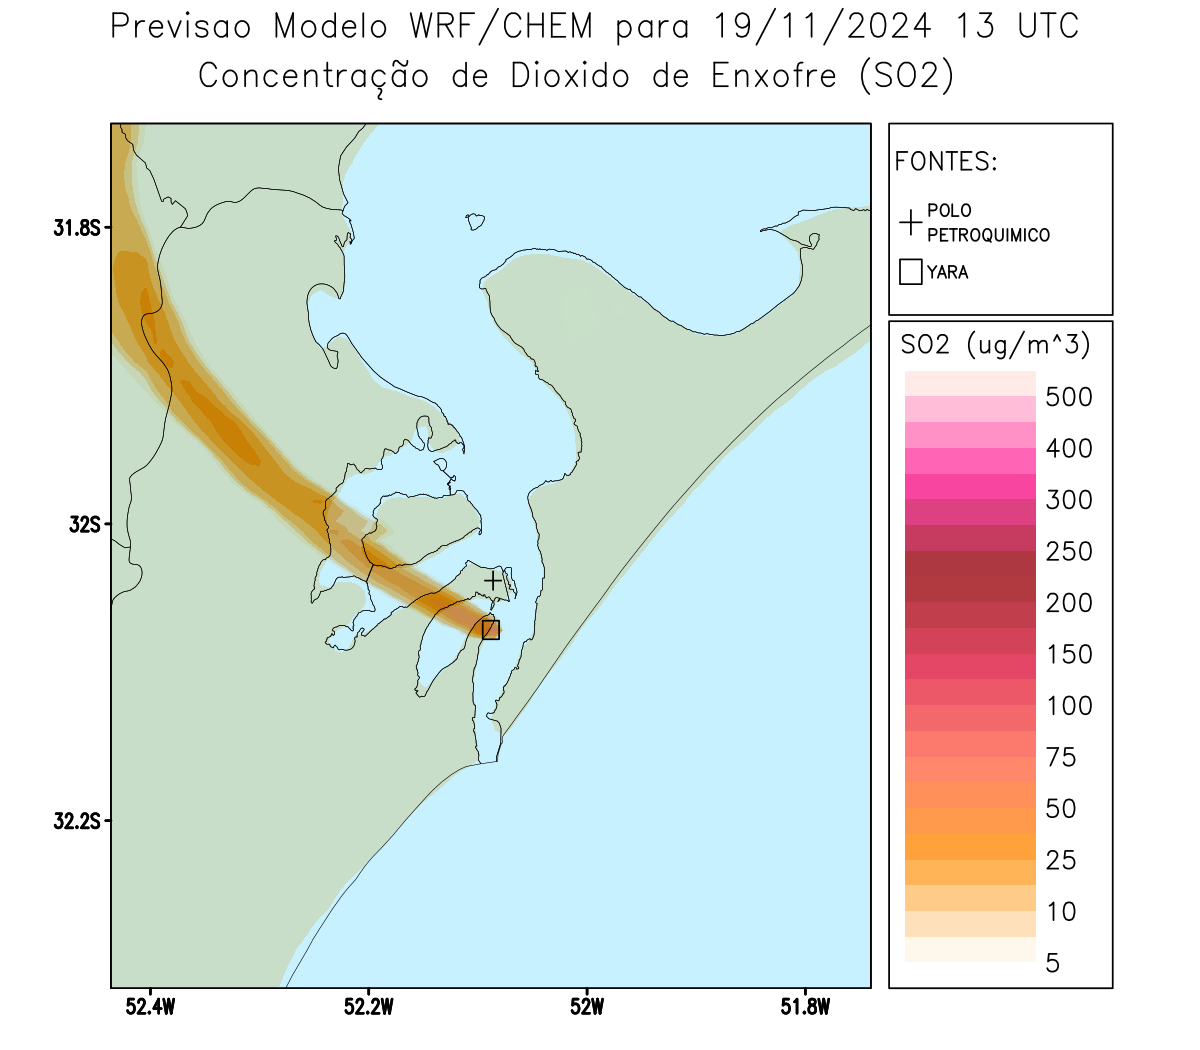 Previsao Modelo WRF/CHEM para 19/11/2024 13 UTC
Concentração de Dioxido de Enxofre (SO2)
FONTES:
POLO
PETROQUIMICO
YARA
SO2 (ug/m^3)
500
400
300
250
200
150
100
75
50
25
10
5
31.8S
32S
32.2S
52.4W
52.2W
52W
51.8W